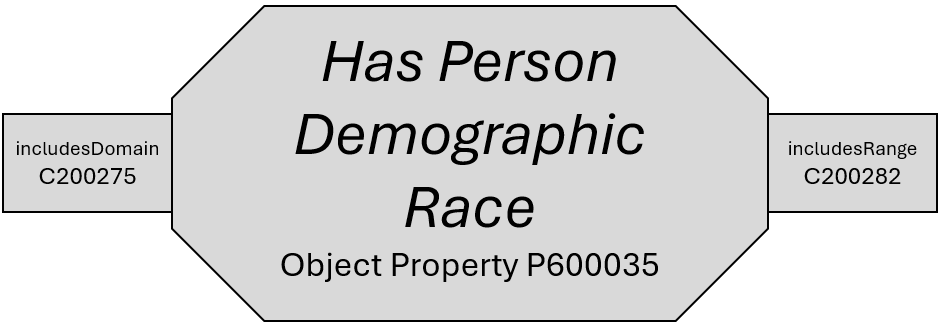 Has Person
Demographic
Race
Object Property P600035
includesDomain
C200275
includesRange
C200282